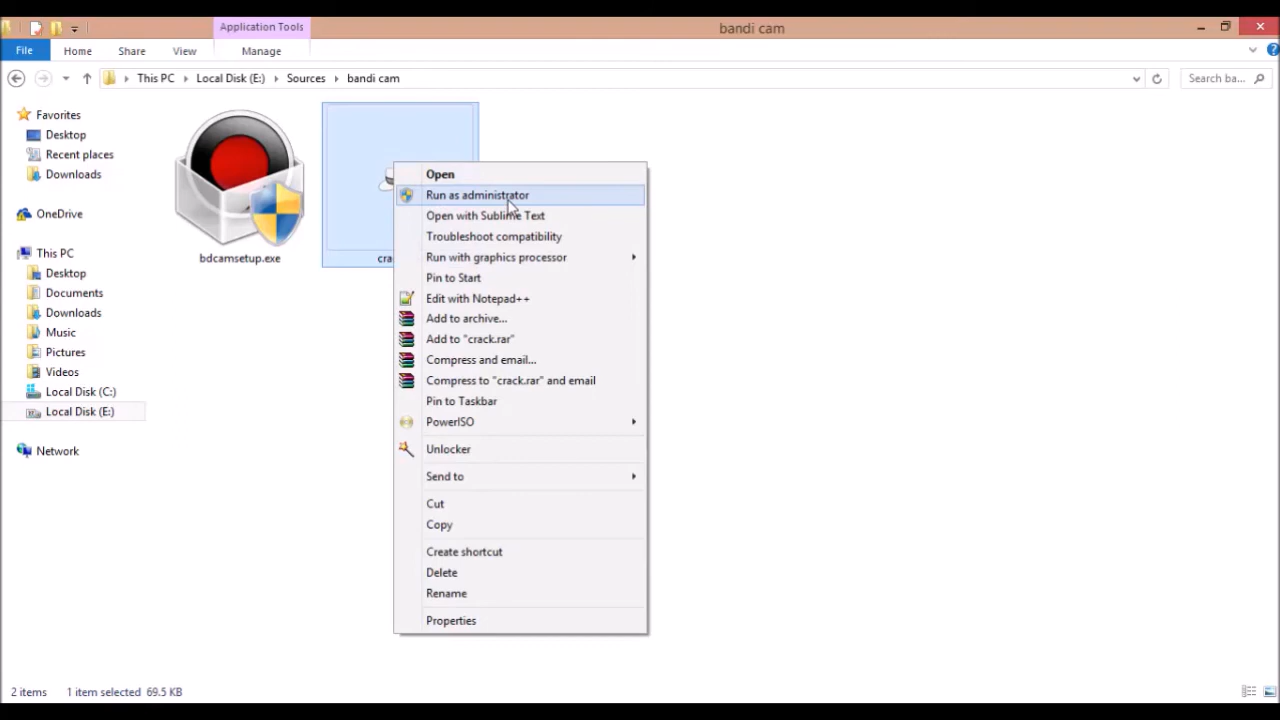 Application Tools
bandi cam
File
Home
Share
View
Manage
This PC
Local Disk (E:)
Sources
bandi cam
Search ba...
Favorites
Desktop
Recent places
Downloads
OneDrive
This PC
Desktop
Documents
Downloads
Music
Pictures
Videos
Local Disk (C:)
Local Disk (E:)
Network
bdcamsetup.exe
cra
Open
Run as administrator
Open with Sublime Text
Troubleshoot compatibility
Run with graphics processor
Pin to Start
Edit with Notepad++
Add to archive...
Add to "crack.rar"
Compress and email...
Compress to "crack.rar" and email
Pin to Taskbar
PowerISO
Unlocker
Send to
Cut
Copy
Create shortcut
Delete
Rename
Properties
2 items 1 item selected 69.5 KB